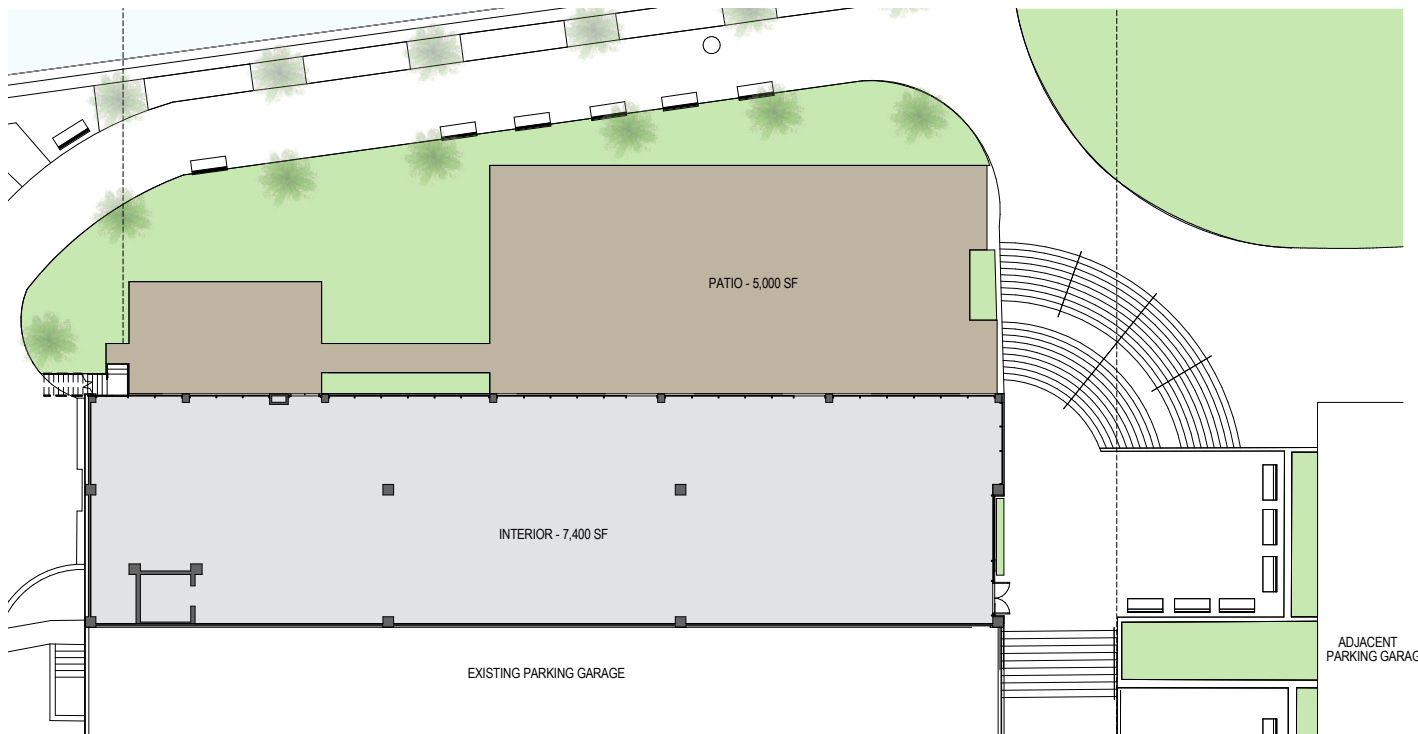 PATIO - 5,000 SF
INTERIOR - 7,400 SF
EXISTING PARKING GARAGE
ADJACENT
PARKING GARAG